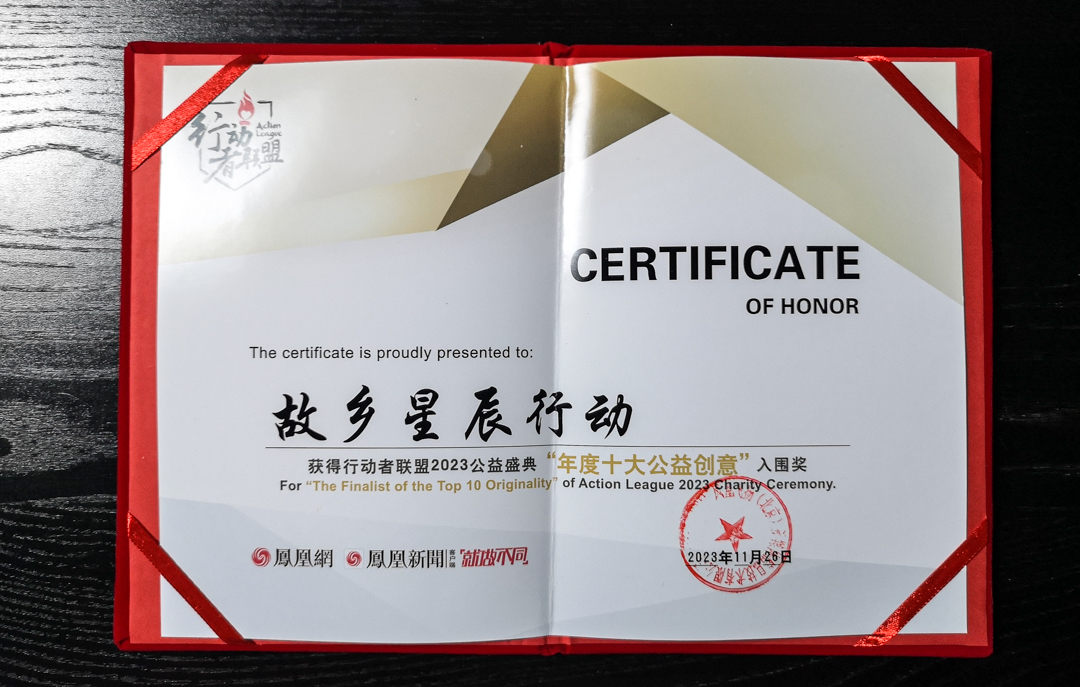 行动者联盟
Action
League
CERTIFICATE
OF HONOR
The certificate is proudly presented to:
故乡星辰行动
获得行动者联盟2023公益盛典“年度十大公益创意”入围奖
For “The Finalist of the Top 10 Originality” of Action League 2023 Charity Ceremony.
鳳凰網 鳳凰新聞 客户端 就做不同
2023年11月26日